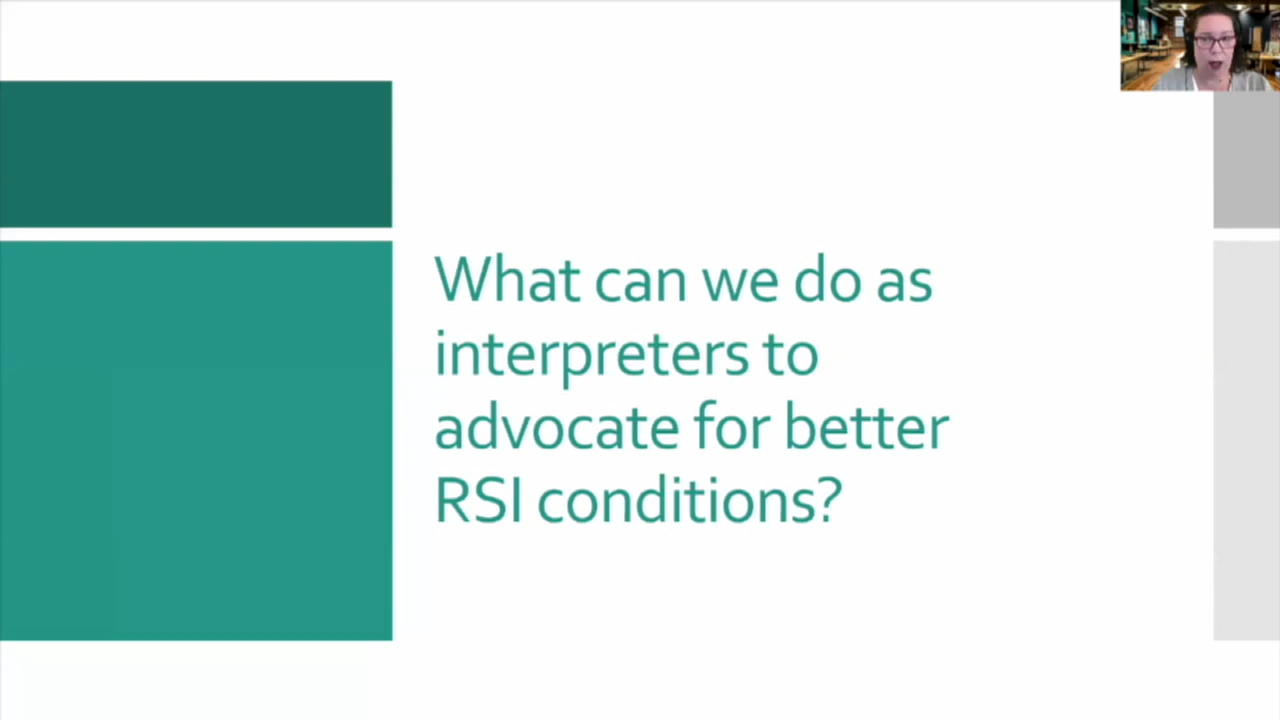 What can we do as
interpreters to
advocate for better
RSI conditions?